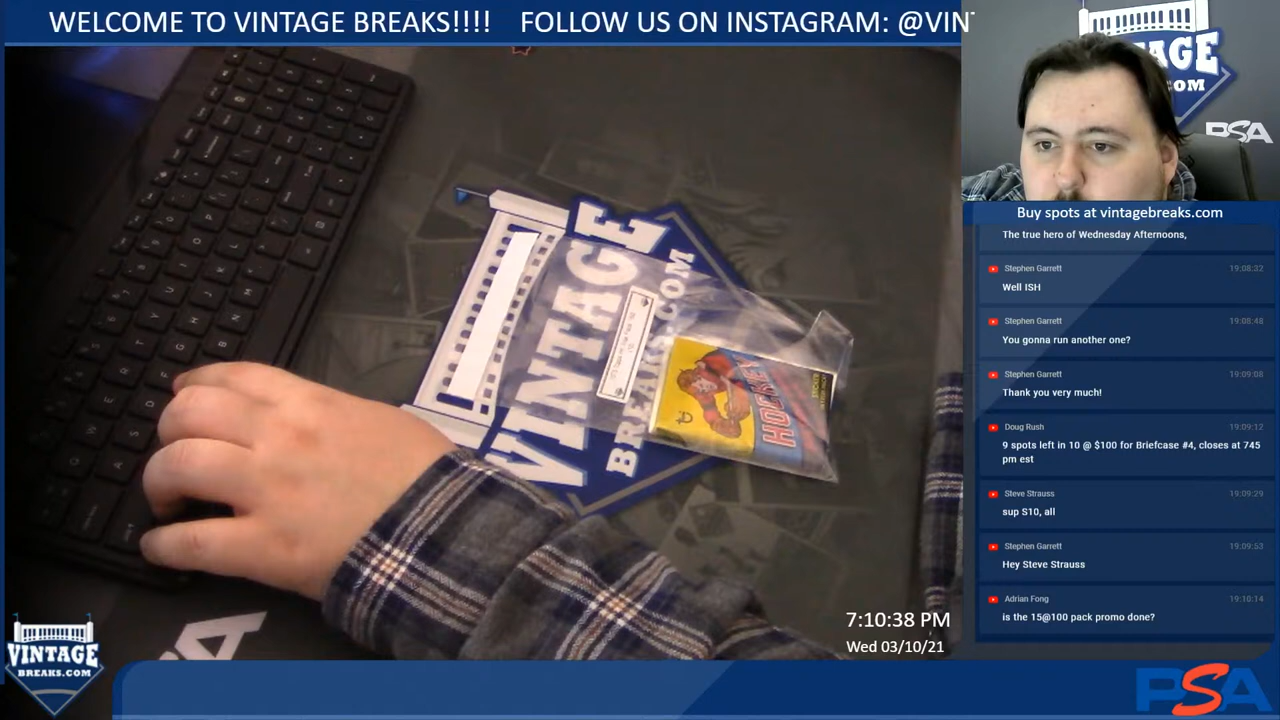 WELCOME TO VINTAGE BREAKS!!!! FOLLOW US ON INSTAGRAM: @VIN
VINTAGE
BREAKS.COM
HOCKEY
AGE
.COM
PSA
Buy spots at vintagebreaks.com
The true hero of Wednesday Afternoons,
Stephen Garrett 19:08:32
Well ISH
Stephen Garrett 19:08:48
You gonna run another one?
Stephen Garrett 19:09:08
Thank you very much!
Doug Rush 19:09:12
9 spots left in 10 @ $100 for Briefcase #4, closes at 745
pm est
Steve Strauss 19:09:29
sup S10, all
Stephen Garrett 19:09:53
Hey Steve Strauss
Adrian Fong 19:10:14
is the 15@100 pack promo done?
7:10:38 PM
Wed 03/10/21
VINTAGE
BREAKS.COM
PSA